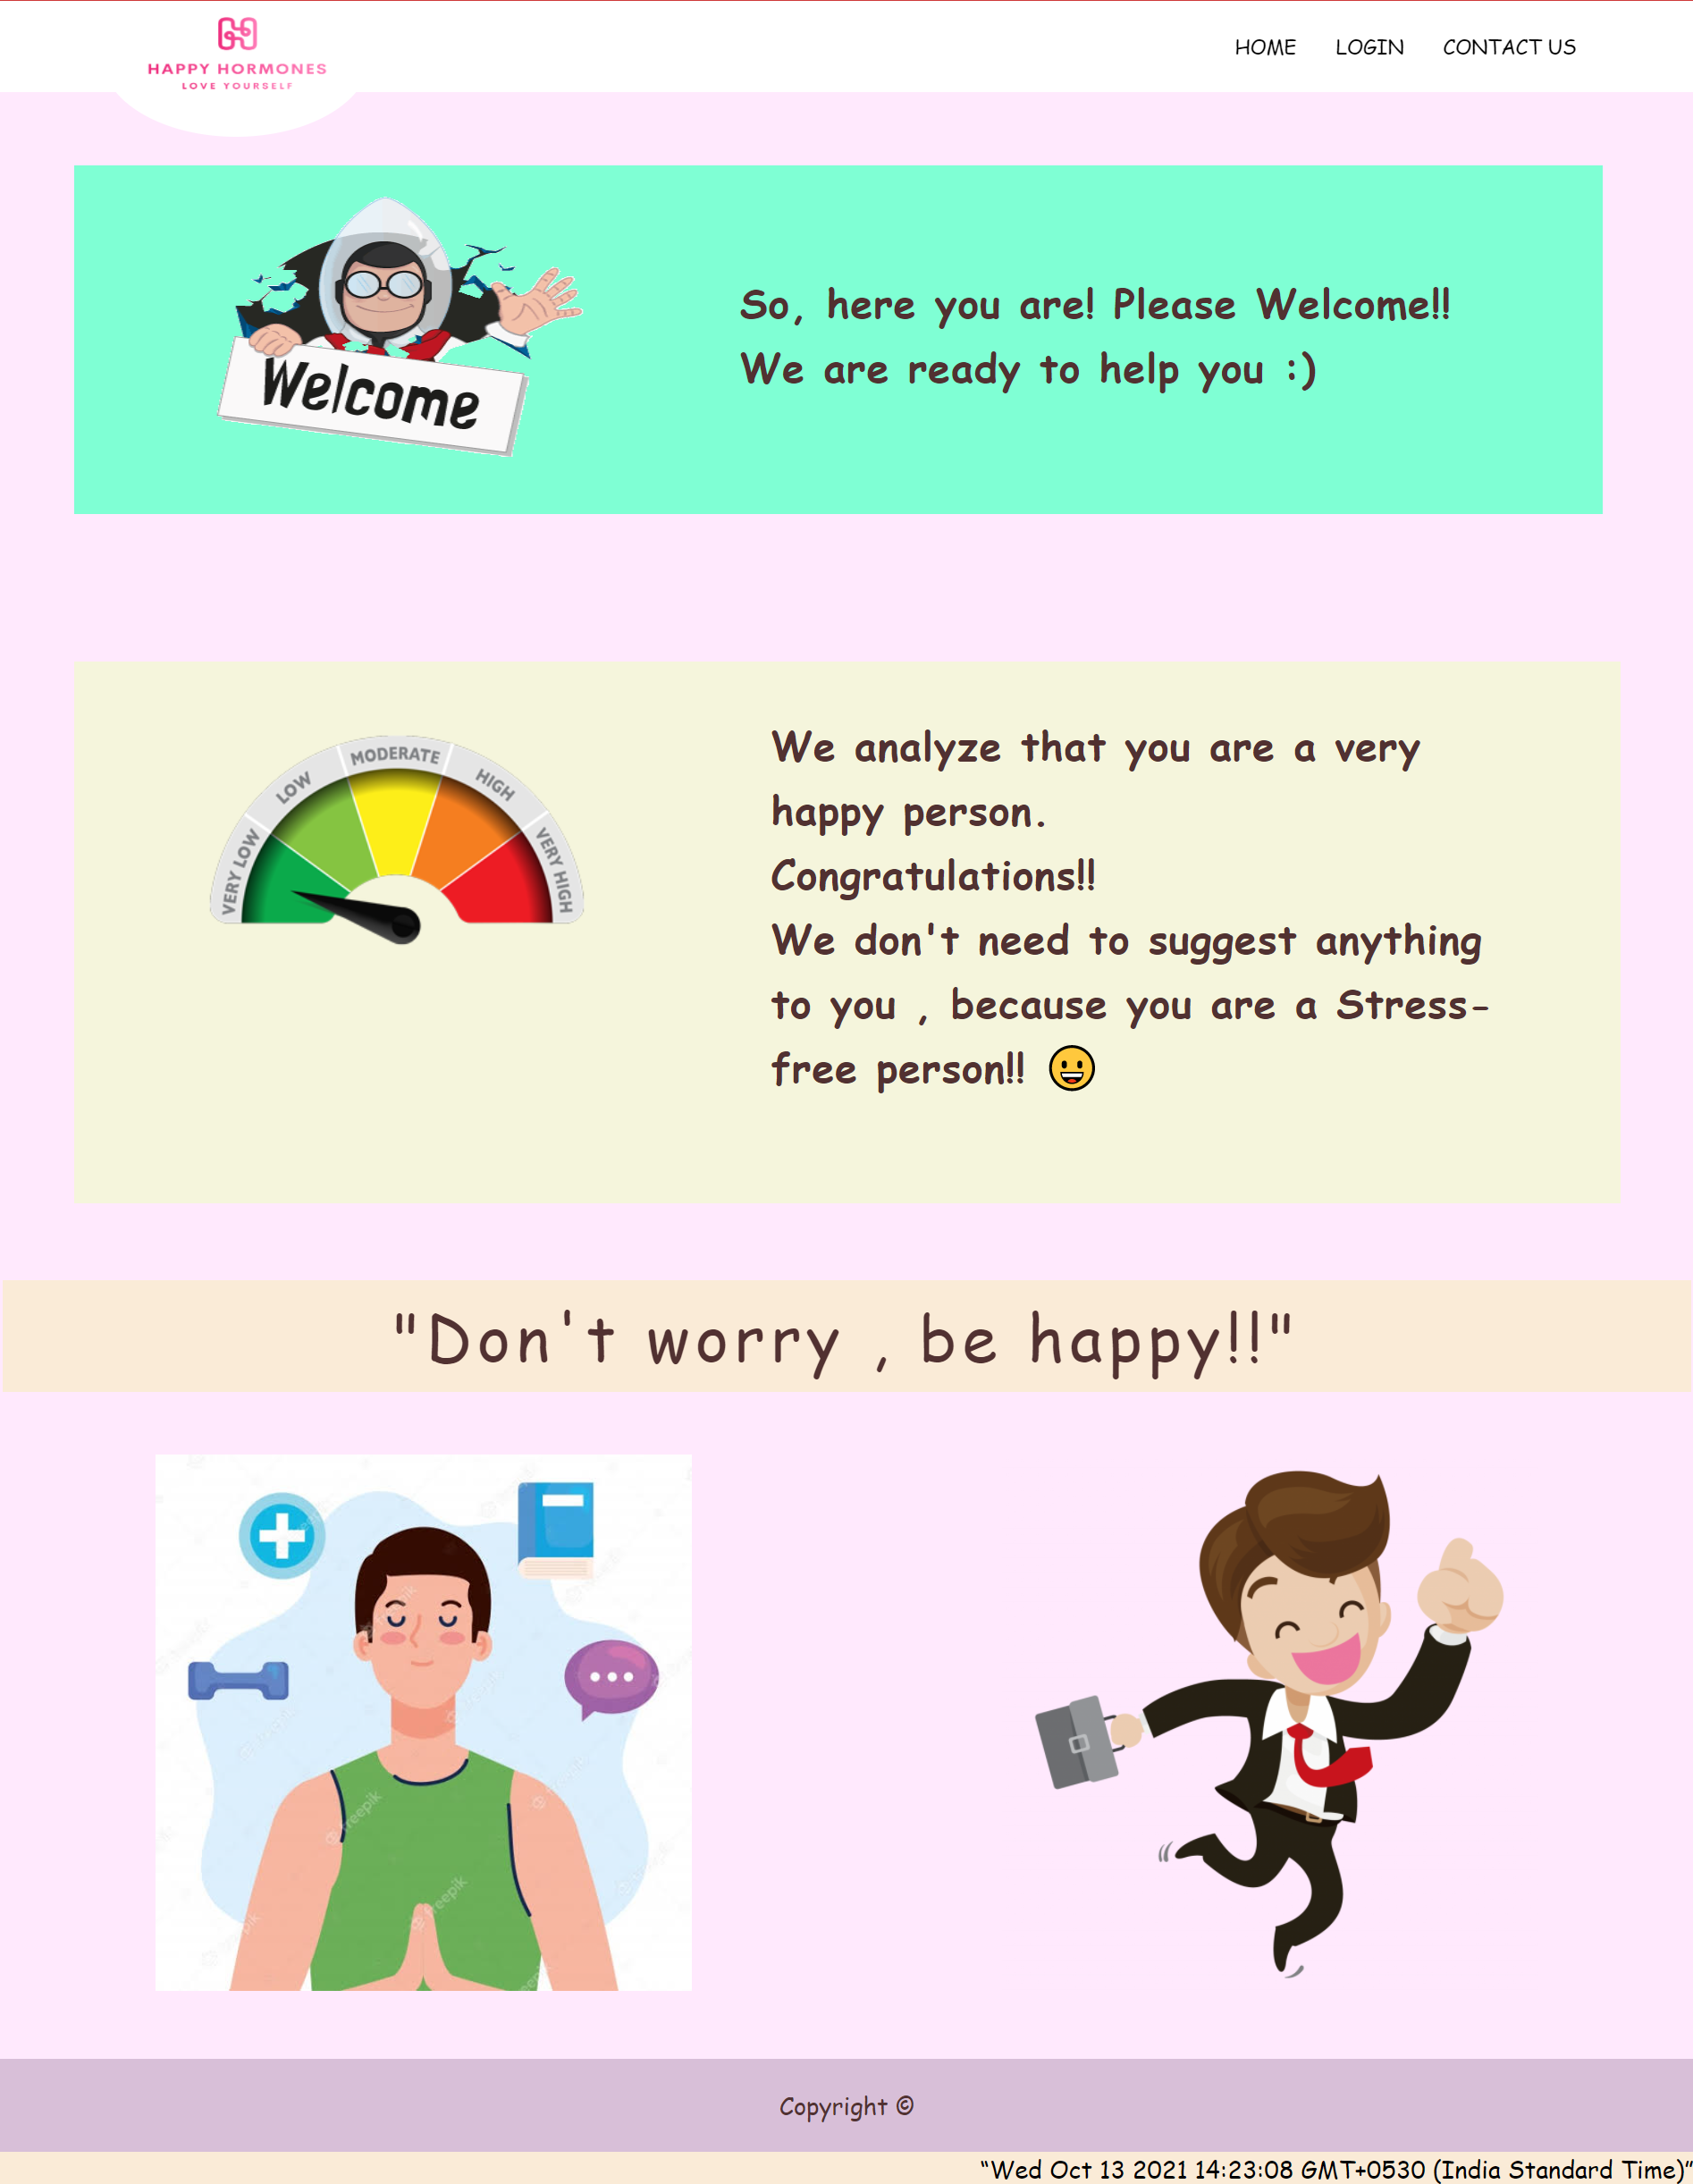 HAPPY HORMONES
LOVE YOURSELF
HOME LOGIN CONTACT US
Welcome
So, here you are! Please Welcome!!
We are ready to help you :)
VERY LOW
LOW
MODERATE
HIGH
VERY HIGH
We analyze that you are a very
happy person.
Congratulations!!
We don't need to suggest anything
to you , because you are a Stress-
free person!! 😀
"Don't worry , be happy!!"
freepik
freepik
freepik
Copyright ©
“Wed Oct 13 2021 14:23:08 GMT+0530 (India Standard Time)”